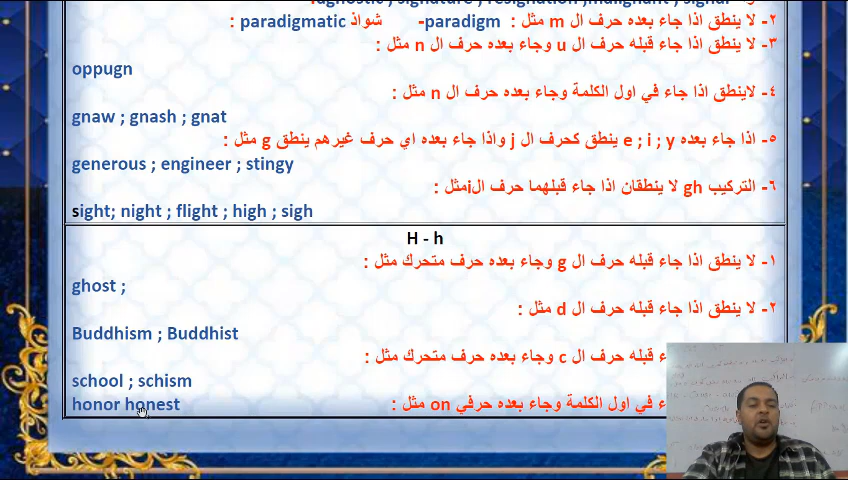 agnostic ; signature ; resignation ;malignant ; signal
٢- لا ينطق اذا جاء بعده حرف ال m مثل : paradigm- شواذ paradigmatic :
٣- لا ينطق اذا جاء قبله حرف ال u وجاء بعده حرف ال n مثل :
oppugn
٤- لاينطق اذا جاء في اول الكلمة وجاء بعده حرف ال n مثل :
gnaw ; gnash ; gnat
٥- اذا جاء بعده e ; i ; y ينطق كحرف ال j واذا جاء بعده اي حرف غيرهم ينطق g مثل :
generous ; engineer ; stingy
٦- التركيب gh لا ينطقان اذا جاء قبلهما حرف الiمثل :
sight; night ; flight ; high ; sigh
H - h
١- لا ينطق اذا جاء قبله حرف ال g وجاء بعده حرف متحرك مثل :
ghost ;
٢- لا ينطق اذا جاء قبله حرف ال d مثل :
Buddhism ; Buddhist
قبله حرف ال c وجاء بعده حرف متحرك مثل :
school ; schism
في اول الكلمة وجاء بعده حرفي on مثل :
honor honest